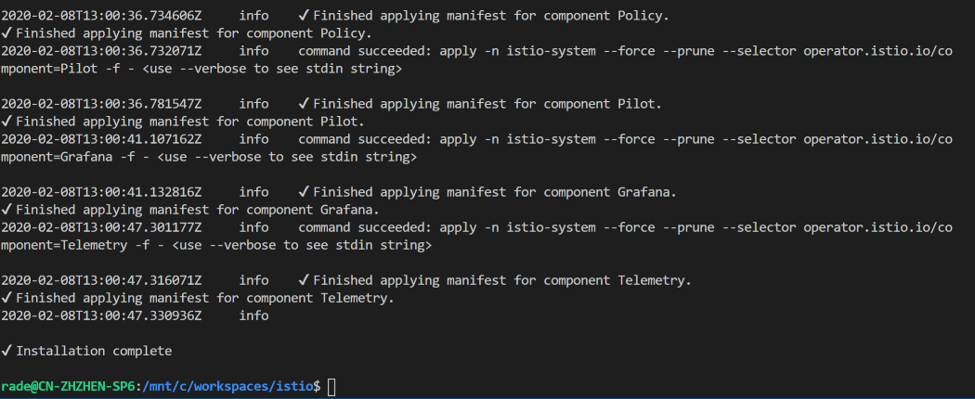 2020-02-08T13:00:36.734606Z     info    ✓ Finished applying manifest for component Policy.
✓ Finished applying manifest for component Policy.
2020-02-08T13:00:36.732071Z     info    command succeeded: apply -n istio-system --force --prune --selector operator.istio.io/co
mponent=Pilot -f - <use --verbose to see stdin string>
2020-02-08T13:00:36.781547Z     info    ✓ Finished applying manifest for component Pilot.
✓ Finished applying manifest for component Pilot.
2020-02-08T13:00:41.107162Z     info    command succeeded: apply -n istio-system --force --prune --selector operator.istio.io/co
mponent=Grafana -f - <use --verbose to see stdin string>
2020-02-08T13:00:41.132816Z     info    ✓ Finished applying manifest for component Grafana.
✓ Finished applying manifest for component Grafana.
2020-02-08T13:00:47.301177Z     info    command succeeded: apply -n istio-system --force --prune --selector operator.istio.io/co
mponent=Telemetry -f - <use --verbose to see stdin string>
2020-02-08T13:00:47.316071Z     info    ✓ Finished applying manifest for component Telemetry.
✓ Finished applying manifest for component Telemetry.
2020-02-08T13:00:47.330936Z     info
✓ Installation complete
rade@CN-ZHZHEN-SP6:/mnt/c/workspaces/istio$